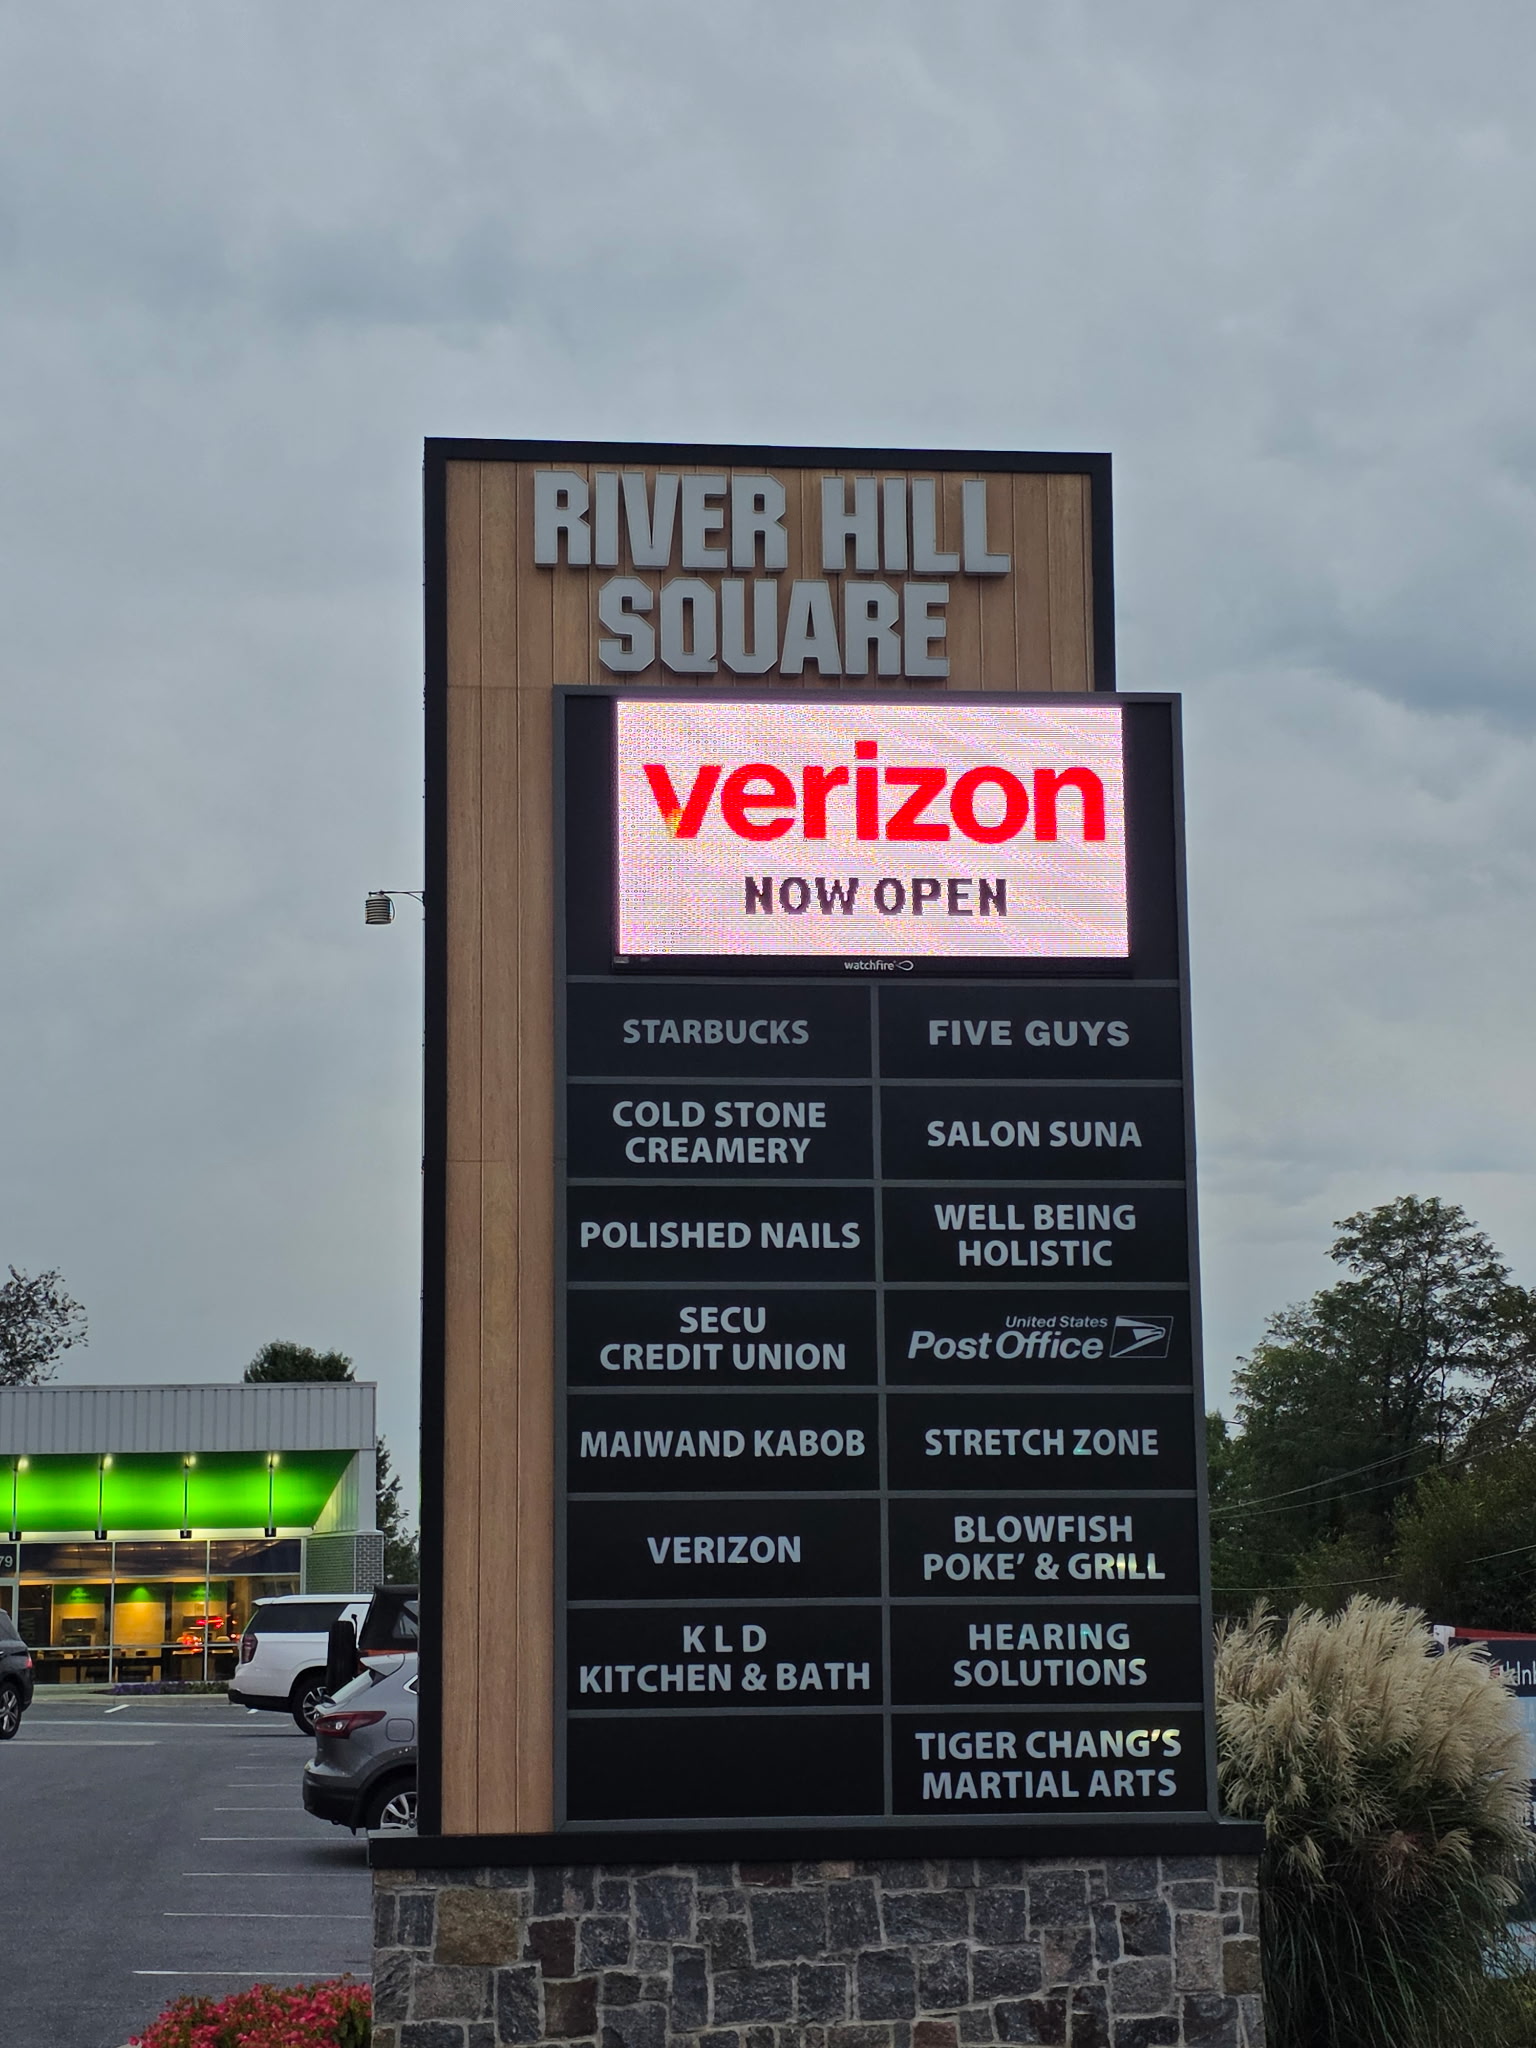 RIVER HILL
SQUARE
verizon
NOW OPEN
watchfire
STARBUCKS
FIVE GUYS
COLD STONE
CREAMERY
SALON SUNA
POLISHED NAILS
WELL BEING
HOLISTIC
SECU
CREDIT UNION
United States
Post Office
MAIWAND KABOB
STRETCH ZONE
VERIZON
BLOWFISH
POKE' & GRILL
K L D
KITCHEN & BATH
HEARING
SOLUTIONS
TIGER CHANG'S
MARTIAL ARTS
79